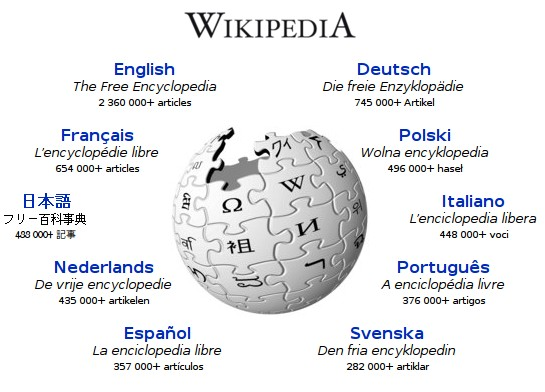 WIKIPEDIA
English
The Free Encyclopedia
2 360 000+ articles
Deutsch
Die freie Enzyklopädie
745 000+ Artikel
Français
L'encyclopédie libre
654 000+ articles
Polski
Wolna encyklopedia
496 000+ haseł
日本語
フリー百科事典
488 000+ 記事
Italiano
L'enciclopedia libera
448 000+ voci
Nederlands
De vrije encyclopedie
435 000+ artikelen
Português
A enciclopédia livre
376 000+ artigos
Español
La enciclopedia libre
357 000+ artículos
Svenska
Den fria encyklopedin
282 000+ artiklar
Ω
W
祖
И